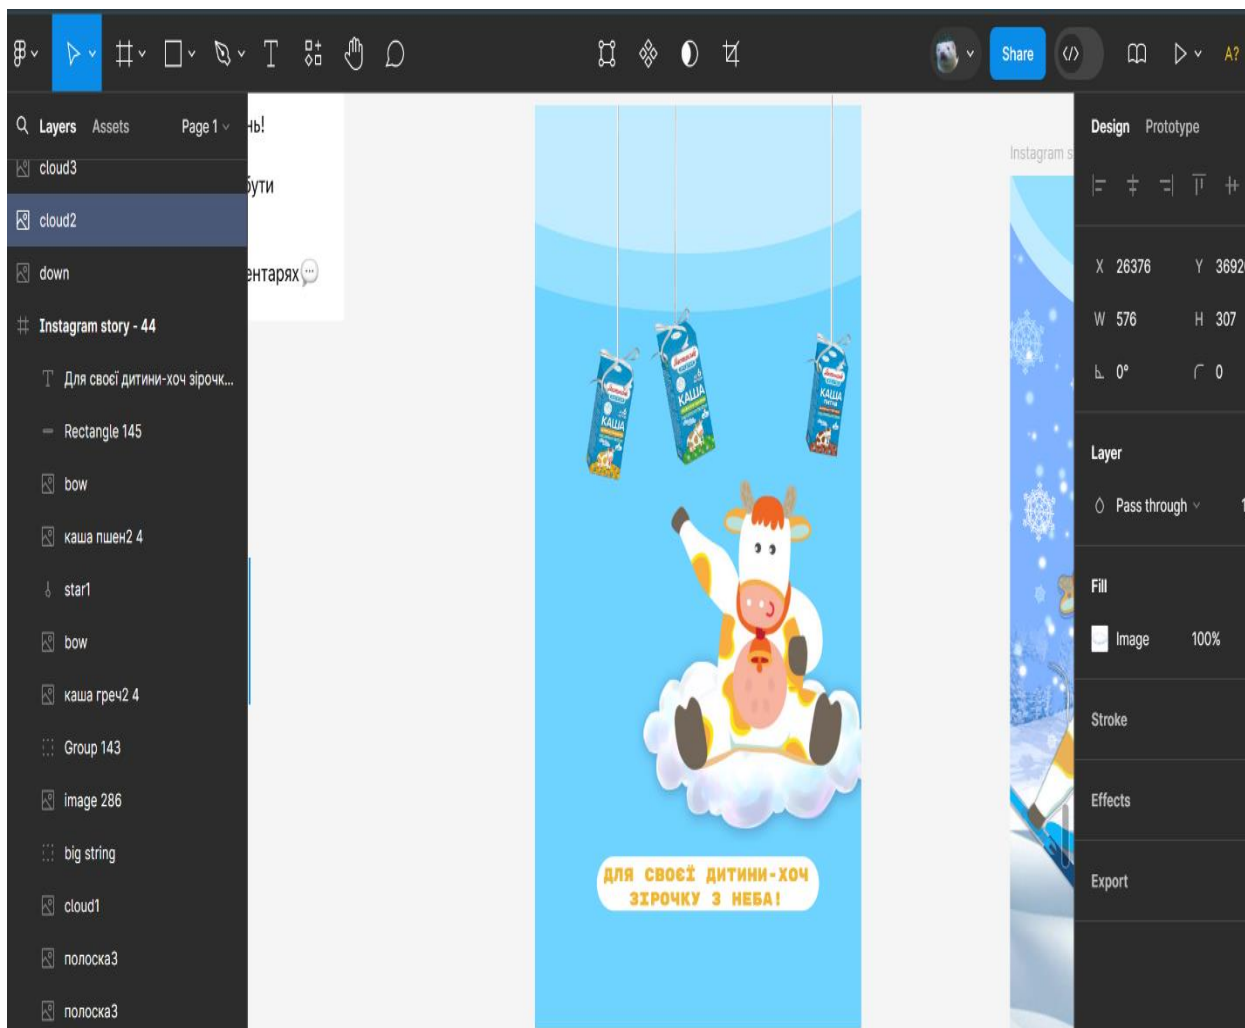 Share
A?
Layers
Assets
Page 1
cloud3
cloud2
down
Instagram story - 44
Для своєї дитини-хоч зірочк...
Rectangle 145
bow
каша пшен2 4
star1
bow
каша греч2 4
Group 143
image 286
big string
cloud1
полоска3
полоска3
нь!
бути
ентарях
КАША
КАША
КАША
ДЛЯ СВОЄЇ ДИТИНИ-ХОЧ
ЗІРОЧКУ З НЕБА!
Instagram s
Design
Prototype
X 26376
Y 3692
W 576
H 307
0°
0
Layer
Pass through
1
Fill
Image
100%
Stroke
Effects
Export